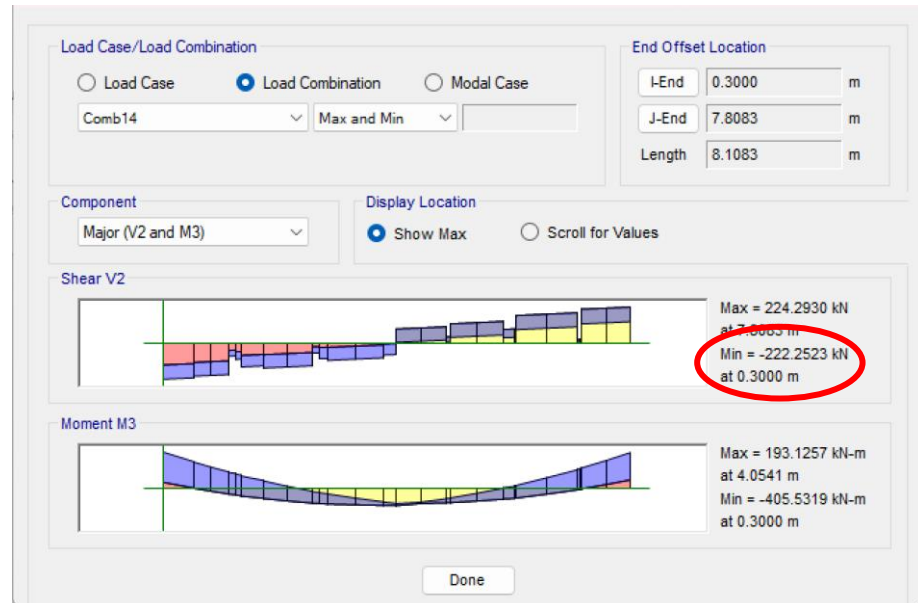 Load Case/Load Combination
Load Case Load Combination Modal Case
Comb14 Max and Min
End Offset Location
I-End 0.3000 m
J-End 7.8083 m
Length 8.1083 m
Component
Major (V2 and M3)
Display Location
Show Max Scroll for Values
Shear V2
Max = 224.2930 kN
at 7.8083 m
Min = -222.2523 kN
at 0.3000 m
Moment M3
Max = 193.1257 kN-m
at 4.0541 m
Min = -405.5319 kN-m
at 0.3000 m
Done